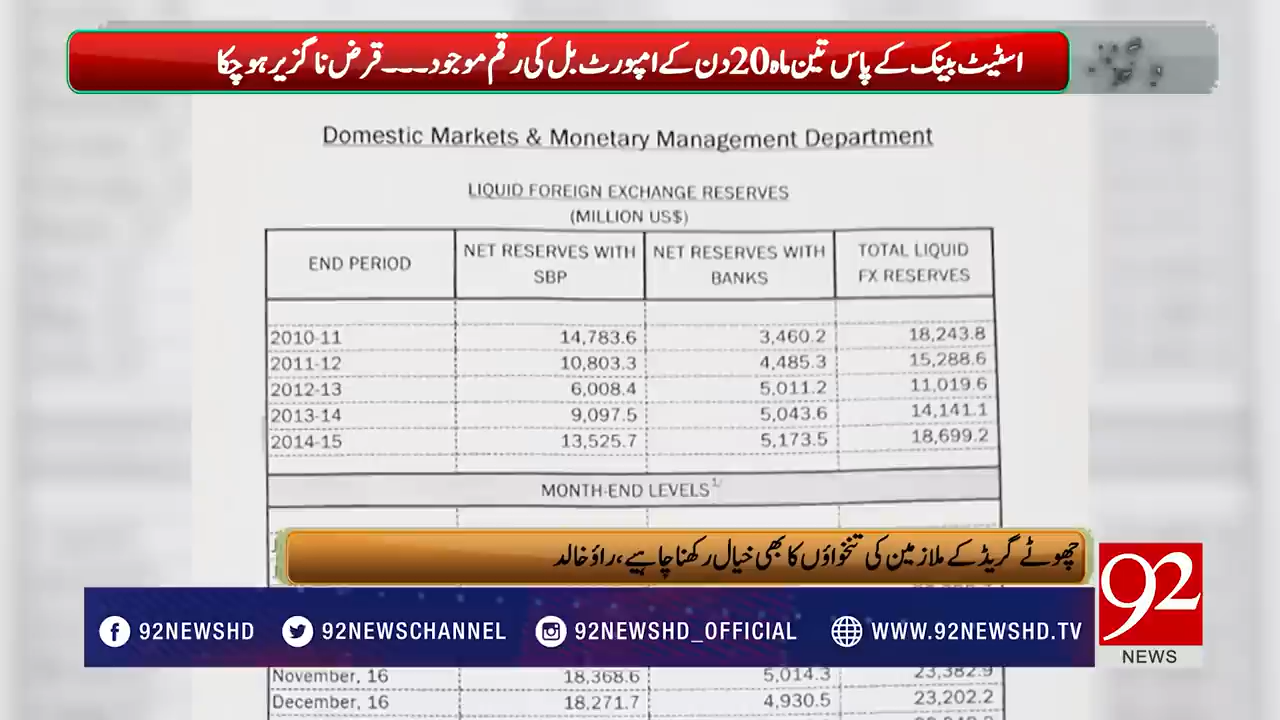 اسٹیٹ بینک کے پاس تین ماہ 20 دن کے امپورٹ بل کی رقم موجود۔۔۔ قرض ناگزیر ہو چکا
Domestic Markets & Monetary Management Department
LIQUID FOREIGN EXCHANGE RESERVES
(MILLION US$)
END PERIOD NET RESERVES WITH SBP NET RESERVES WITH BANKS TOTAL LIQUID FX RESERVES
2010-11 14,783.6 3,460.2 18,243.8
2011-12 10,803.3 4,485.3 15,288.6
2012-13 6,008.4 5,011.2 11,019.6
2013-14 9,097.5 5,043.6 14,141.1
2014-15 13,525.7 5,173.5 18,699.2
MONTH-END LEVELS 1/
چھوٹے گریڈ کے ملازمین کی تنخواؤں کا بھی خیال رکھنا چاہیے، راؤ خالد
92NEWSHD 92NEWSCHANNEL 92NEWSHD_OFFICIAL WWW.92NEWSHD.TV
92
NEWS
November, 16 18,368.6 5,014.3 23,382.9
December, 16 18,271.7 4,930.5 23,202.2